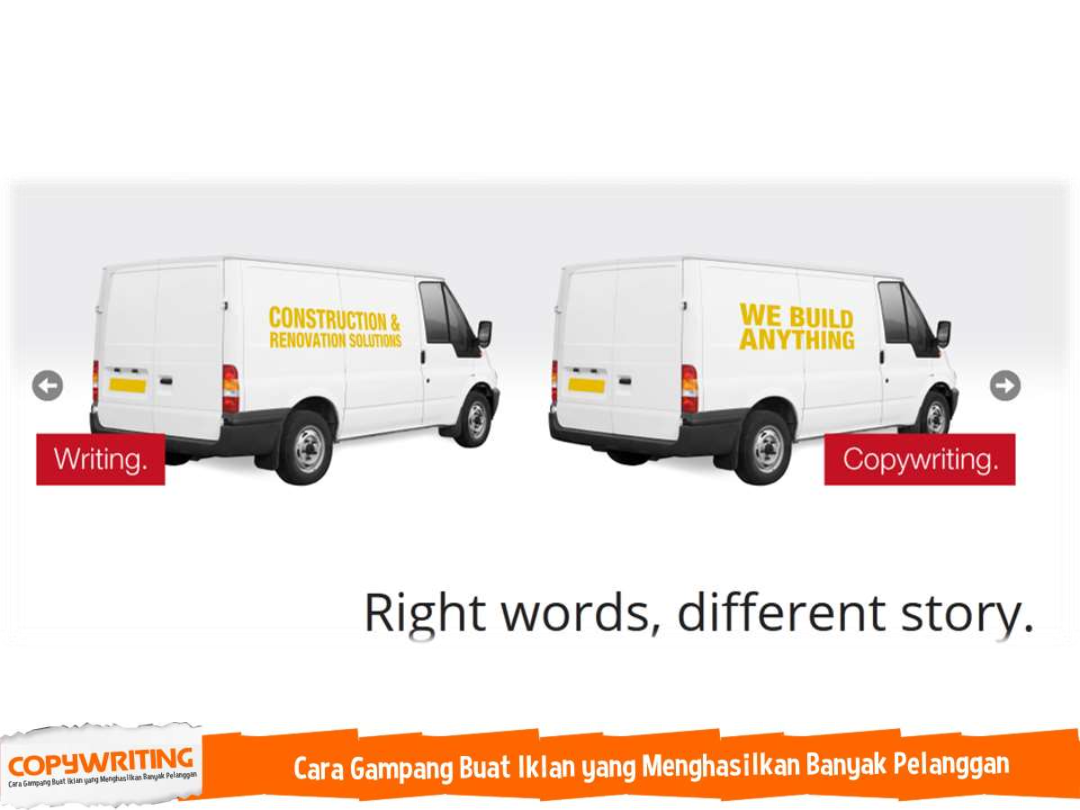 CONSTRUCTION &
RENOVATION SOLUTIONS
WE BUILD
ANYTHING
Writing.
Copywriting.
Right words, different story.
COPYWRITING
Cara Gampang Buat Iklan yang Menghasilkan Banyak Pelanggan
Cara Gampang Buat Iklan yang Menghasilkan Banyak Pelanggan